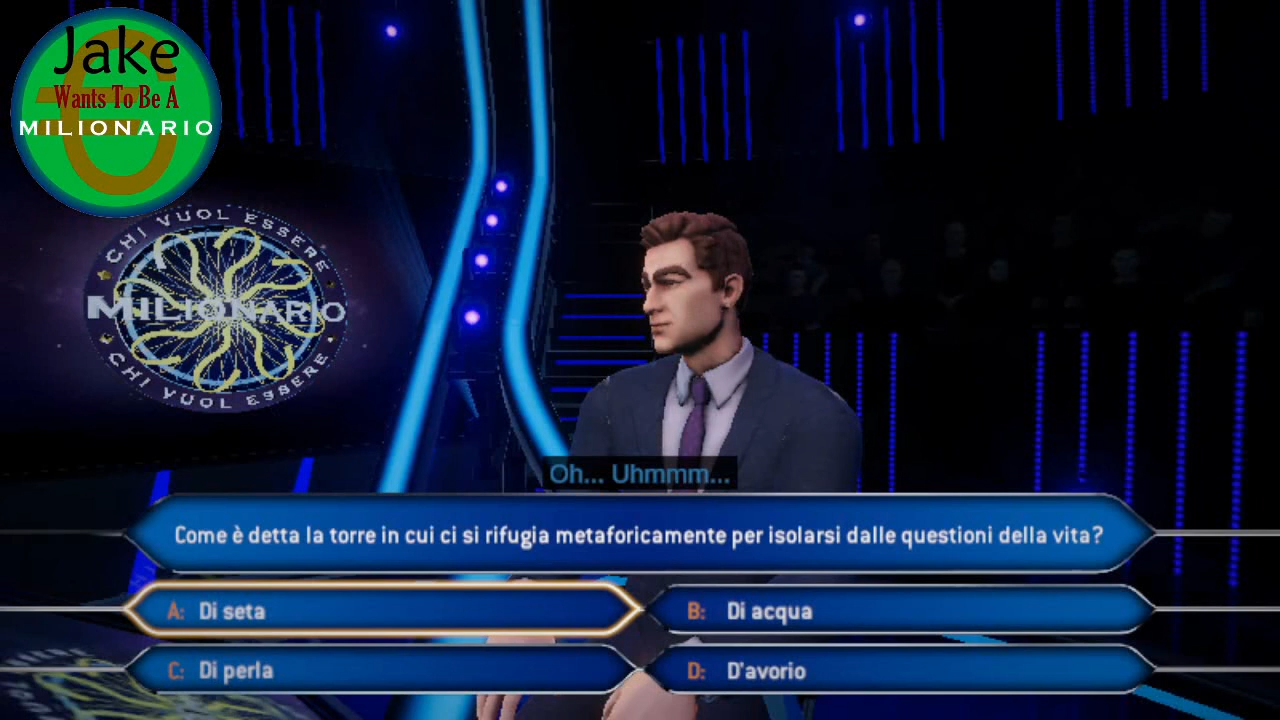 Jake
Wants To Be A
MILIONARIO
CHI VUOL ESSERE
MILIONARIO
CHI VUOL ESSERE
Oh... Uhmmm...
Come è detta la torre in cui ci si rifugia metaforicamente per isolarsi dalle questioni della vita?
A: Di seta
B: Di acqua
C: Di perla
D: D'avorio